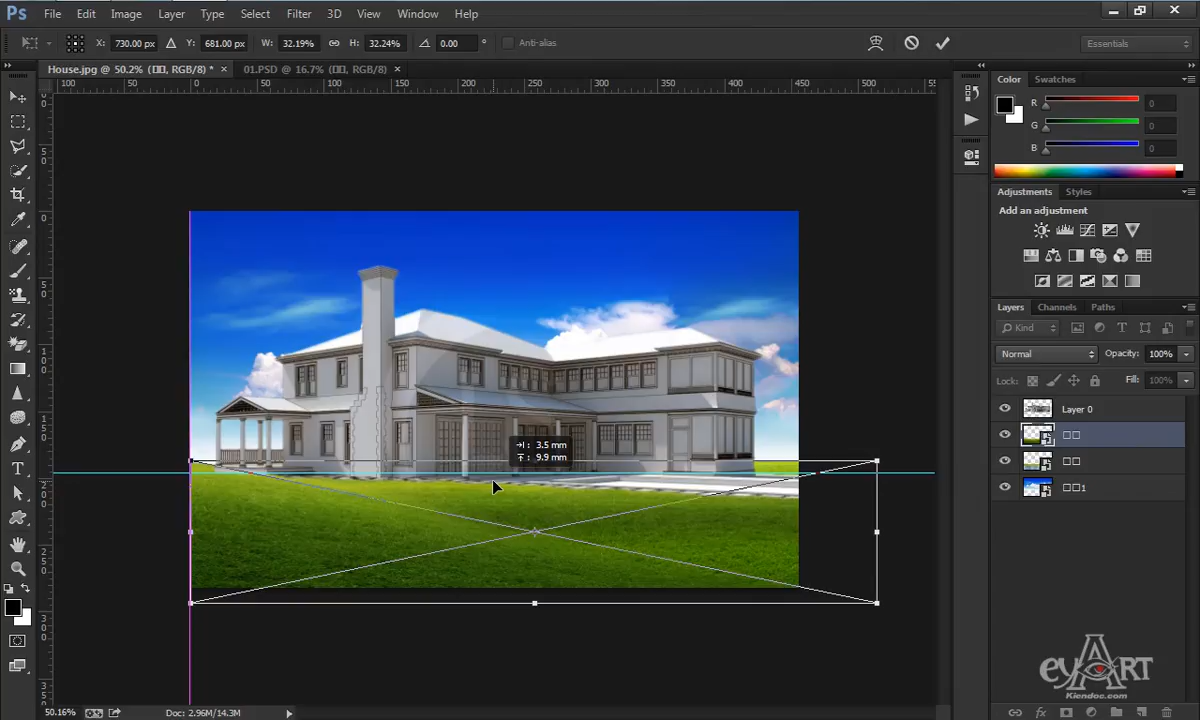 Ps File Edit Image Layer Type Select Filter 3D View Window Help
X: 730.00 px Y: 681.00 px W: 32.19% H: 32.24% 0.00 ° Anti-alias Essentials
House.jpg @ 50.2% (□□, RGB/8) * × 01.PSD @ 16.7% (□□, RGB/8) ×
100 50 0 50 100 150 200 250 300 350 400 450
Color Swatches
R 0
G 0
B 0
Adjustments Styles
Add an adjustment
Layers Channels Paths
Kind
Normal Opacity: 100%
Lock: Fill: 100%
Layer 0
□□
□□
□□1
→|: 3.5 mm
9.9 mm
eyART
Kiendoc.com
50.16% Doc: 2.96M/14.3M